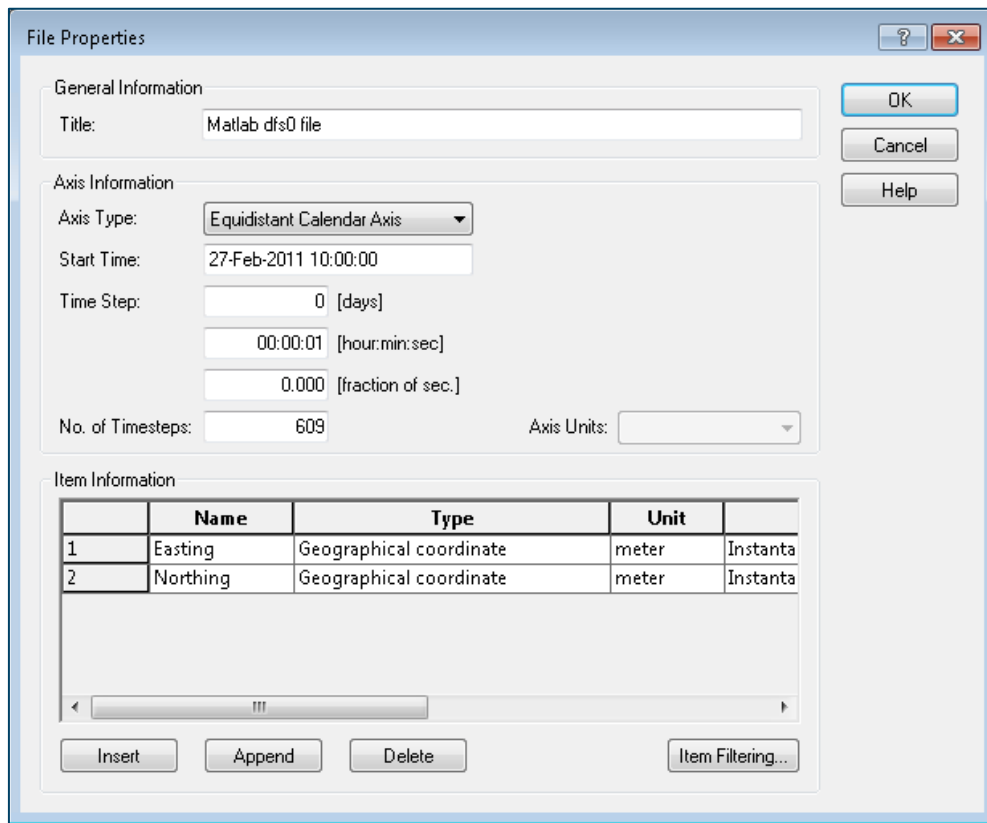 File Properties
General Information
Title: Matlab dfs0 file
OK
Cancel
Help
Axis Information
Axis Type: Equidistant Calendar Axis
Start Time: 27-Feb-2011 10:00:00
Time Step: 0 [days]
00:00:01 [hour:min:sec]
0.000 [fraction of sec.]
No. of Timesteps: 609 Axis Units:
Item Information
Name Type Unit
1 Easting Geographical coordinate meter Instanta
2 Northing Geographical coordinate meter Instanta
Insert Append Delete Item Filtering...